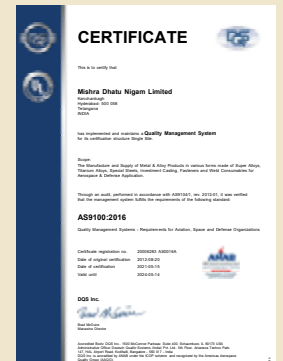 CERTIFICATE
DQS
This is to certify that
Mishra Dhatu Nigam Limited
Kanchanbagh
Hyderabad 500 058
Telangana
INDIA
has implemented and maintains a Quality Management System
for its certification structure Single Site.
Scope:
The Manufacture and Supply of Metal & Alloy Products in various forms made of Super Alloys,
Titanium Alloys, Special Steels, Investment Casting, Fasteners and Weld Consumables for
Aerospace & Defense Application.
Through an audit, performed in accordance with AS9104/1, rev. 2012-01, it was verified
that the management system fulfills the requirements of the following standard:
AS9100:2016
Quality Management Systems - Requirements for Aviation, Space and Defense Organizations
Certificate registration no.
Date of original certification 2012-08-20
Date of certification
Valid until
ANAB
DQS Inc.
Brad McGuire
Managing Director